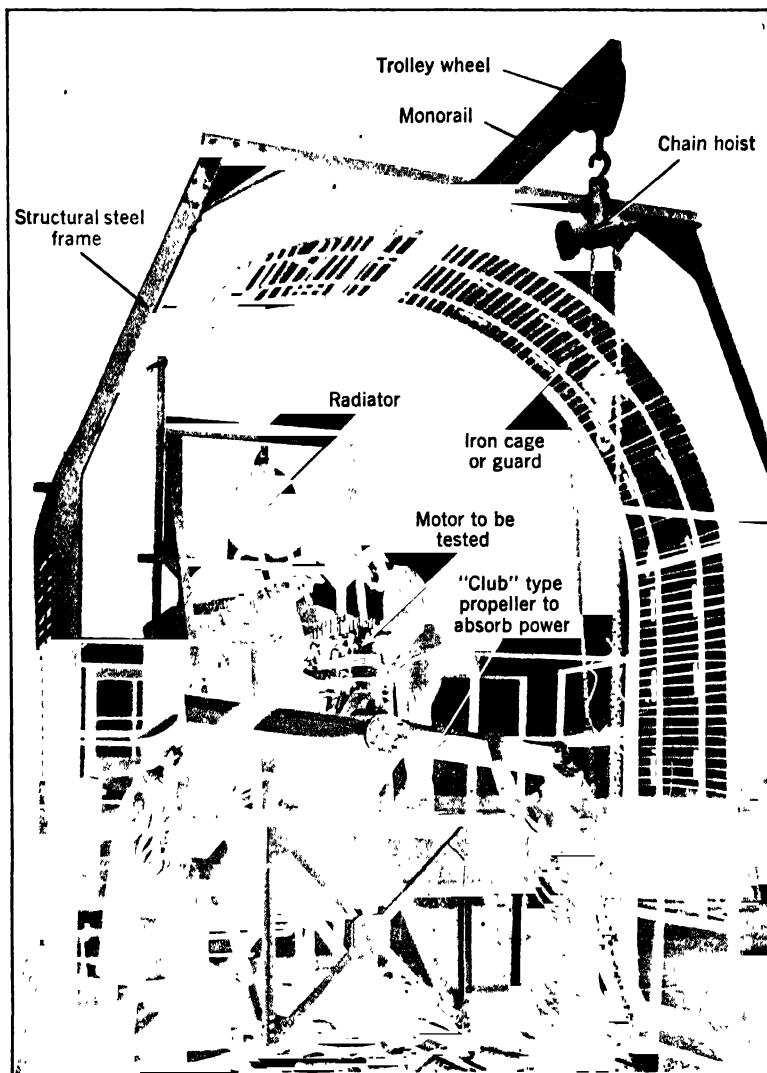 Trolley wheel
Monorail
Chain hoist
Structural steel
frame
Radiator
Iron cage
or guard
Motor to be
tested
"Club" type
propeller to
absorb power